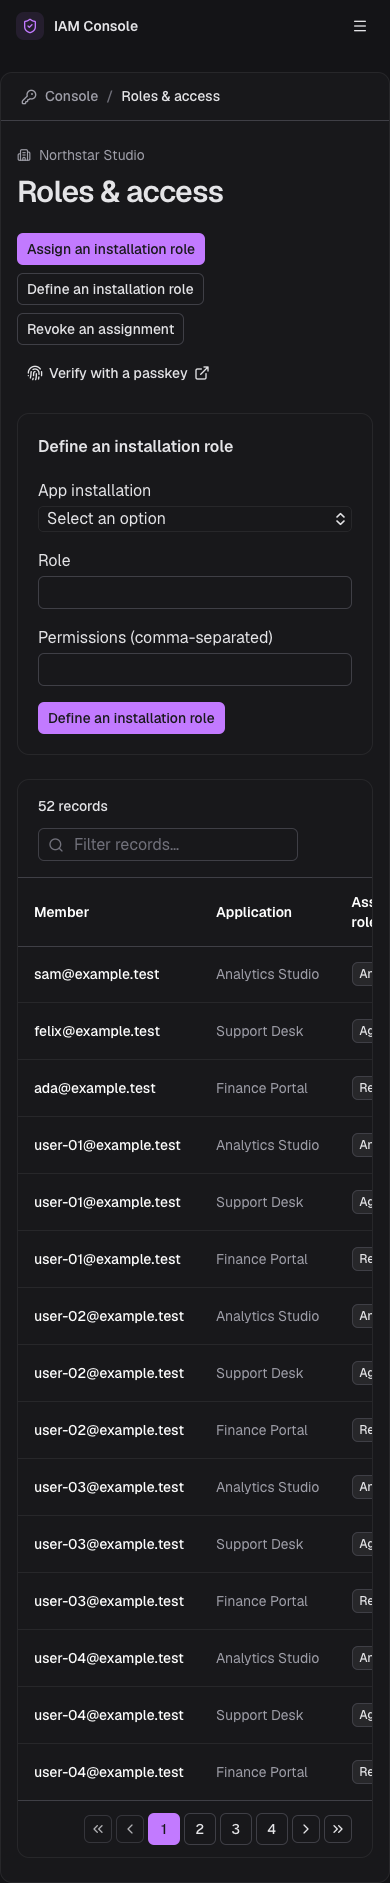 IAM Console
Console / Roles & access
Northstar Studio
Roles & access
Assign an installation role
Define an installation role
Revoke an assignment
Verify with a passkey
Define an installation role
App installation
Select an option
Role
Permissions (comma-separated)
Define an installation role
52 records
Filter records...
Member Application
sam@example.test Analytics Studio
felix@example.test Support Desk
ada@example.test Finance Portal
user-01@example.test Analytics Studio
user-01@example.test Support Desk
user-01@example.test Finance Portal
user-02@example.test Analytics Studio
user-02@example.test Support Desk
user-02@example.test Finance Portal
user-03@example.test Analytics Studio
user-03@example.test Support Desk
user-03@example.test Finance Portal
user-04@example.test Analytics Studio
user-04@example.test Support Desk
user-04@example.test Finance Portal
1 2 3 4